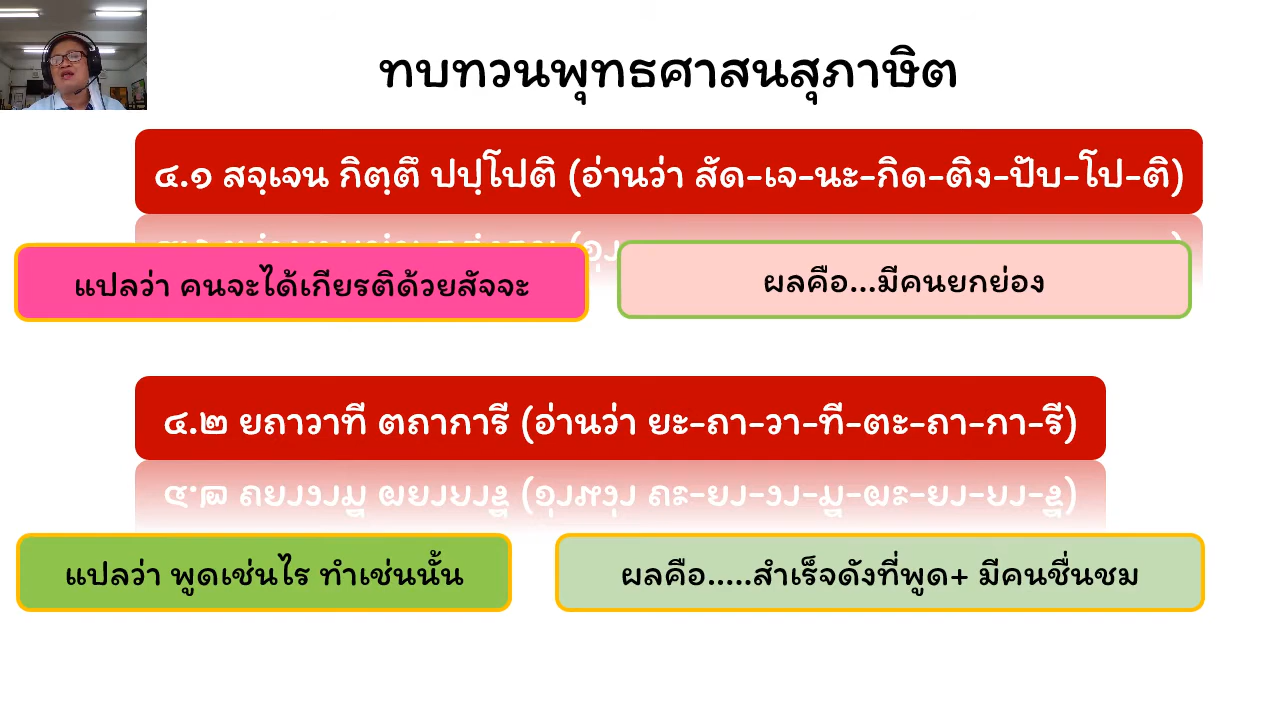 ทบทวนพุทธศาสนสุภาษิต
๔.๑ สจฺเจน กิตฺตึ ปปฺโปติ (อ่านว่า สัด-เจ-นะ-กิด-ติง-ปับ-โป-ติ)
แปลว่า คนจะได้เกียรติด้วยสัจจะ
ผลคือ...มีคนยกย่อง
๔.๒ ยถาวาที ตถาการี (อ่านว่า ยะ-ถา-วา-ที-ตะ-ถา-กา-รี)
แปลว่า พูดเช่นไร ทำเช่นนั้น
ผลคือ.....สำเร็จดังที่พูด+ มีคนชื่นชม